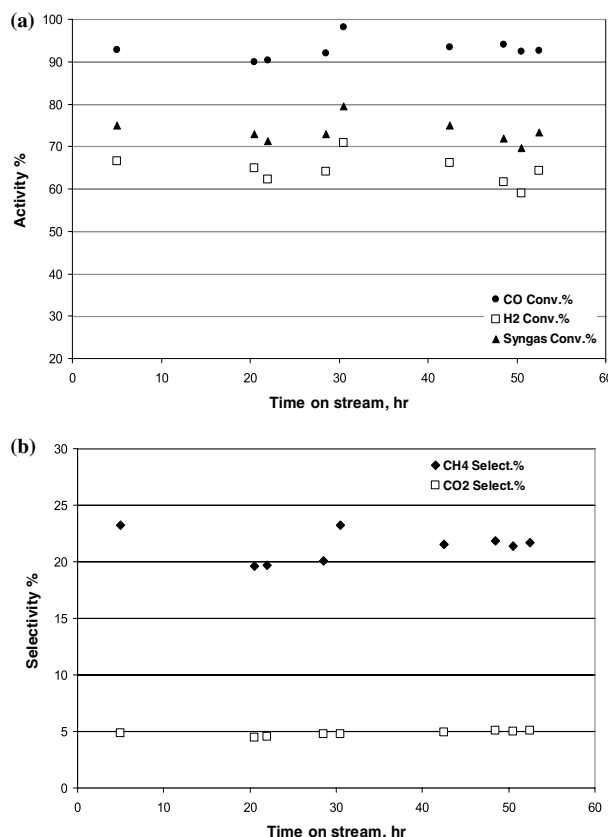 (a)
100
90
80
70
60
50
40
30
20
Activity %
CO Conv.%
H2 Conv.%
Syngas Conv.%
0 10 20 30 40 50 60
Time on stream, hr
(b)
30
25
20
15
10
5
0
Selectivity %
CH4 Select.%
CO2 Select.%
0 10 20 30 40 50 60
Time on stream, hr